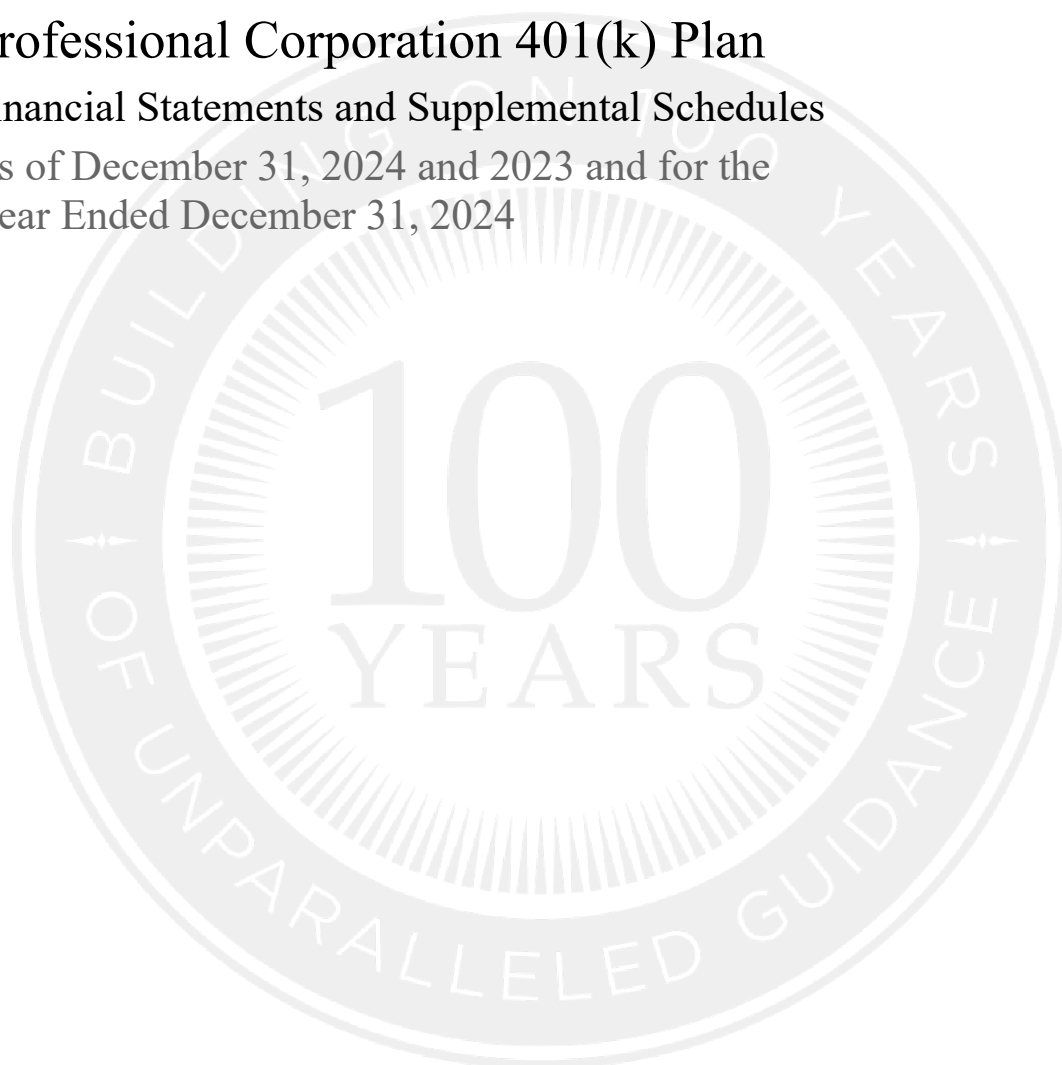 rofessional Corporation 401(k) Plan
nancial Statements and Supplemental Schedules
s of December 31, 2024 and 2023 and for the
ear Ended December 31, 2024
BUILDING ON 100 YEARS
100
YEARS
OF UNPARALLELED GUIDANCE